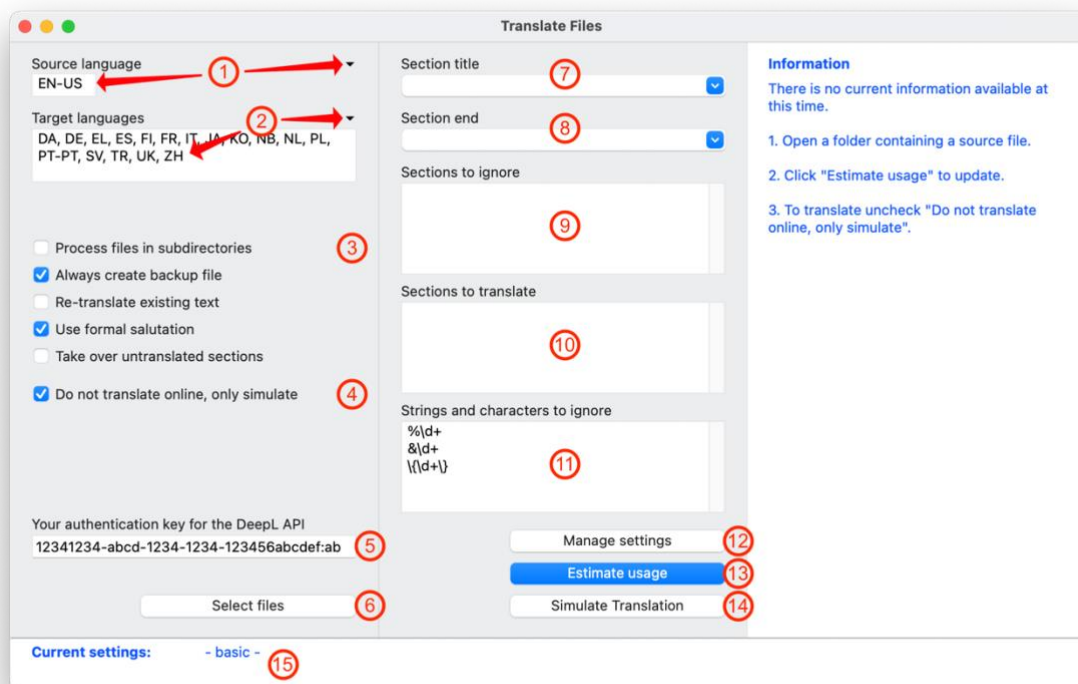 Translate Files
Source language
1
EN-US
Target languages
2
DA, DE, EL, ES, FI, FR, IT, JA, KO, NB, NL, PL,
PT-PT, SV, TR, UK, ZH
Process files in subdirectories
3
Always create backup file
Re-translate existing text
Use formal salutation
Take over untranslated sections
Do not translate online, only simulate
4
Your authentication key for the DeepL API
12341234-abcd-1234-1234-123456abcdef:ab
5
Select files
6
Section title
7
Section end
8
Sections to ignore
9
Sections to translate
10
Strings and characters to ignore
%\d+
&\d+
\{\d+\}
11
Manage settings
12
Estimate usage
13
Simulate Translation
14
Information
There is no current information available at
this time.
1. Open a folder containing a source file.
2. Click "Estimate usage" to update.
3. To translate uncheck "Do not translate
online, only simulate".
Current settings: - basic -
15